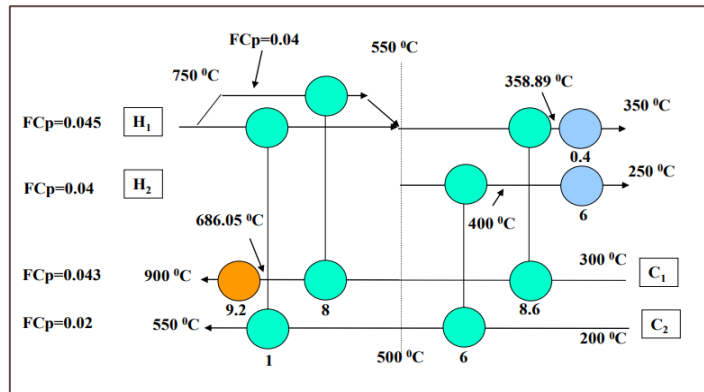 FCp=0.04
550 ⁰C
750 ⁰C
358.89 ⁰C
350 ⁰C
FCp=0.045 H₁
0.4
FCp=0.04 H₂
250 ⁰C
400 ⁰C
6
686.05 ⁰C
FCp=0.043 900 ⁰C
300 ⁰C C₁
9.2 8 8.6
FCp=0.02 550 ⁰C
200 ⁰C C₂
1 500 ⁰C 6